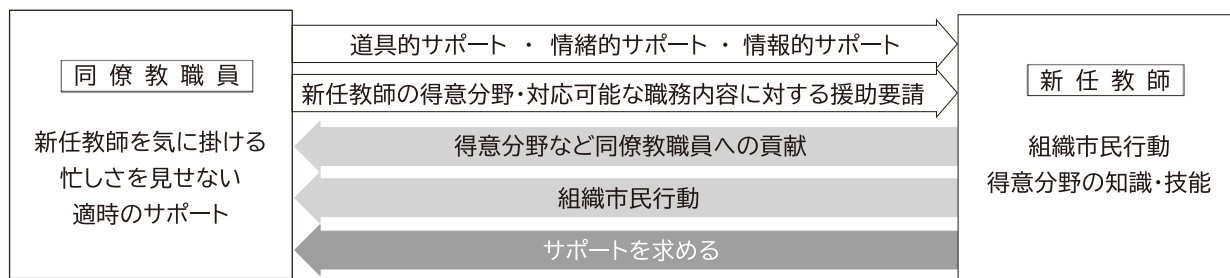 同僚教職員
新任教師を気に掛ける
忙しさを見せない
適時のサポート
道具的サポート ・ 情緒的サポート ・ 情報的サポート
新任教師の得意分野・対応可能な職務内容に対する援助要請
得意分野など同僚教職員への貢献
組織市民行動
サポートを求める
新任教師
組織市民行動
得意分野の知識・技能